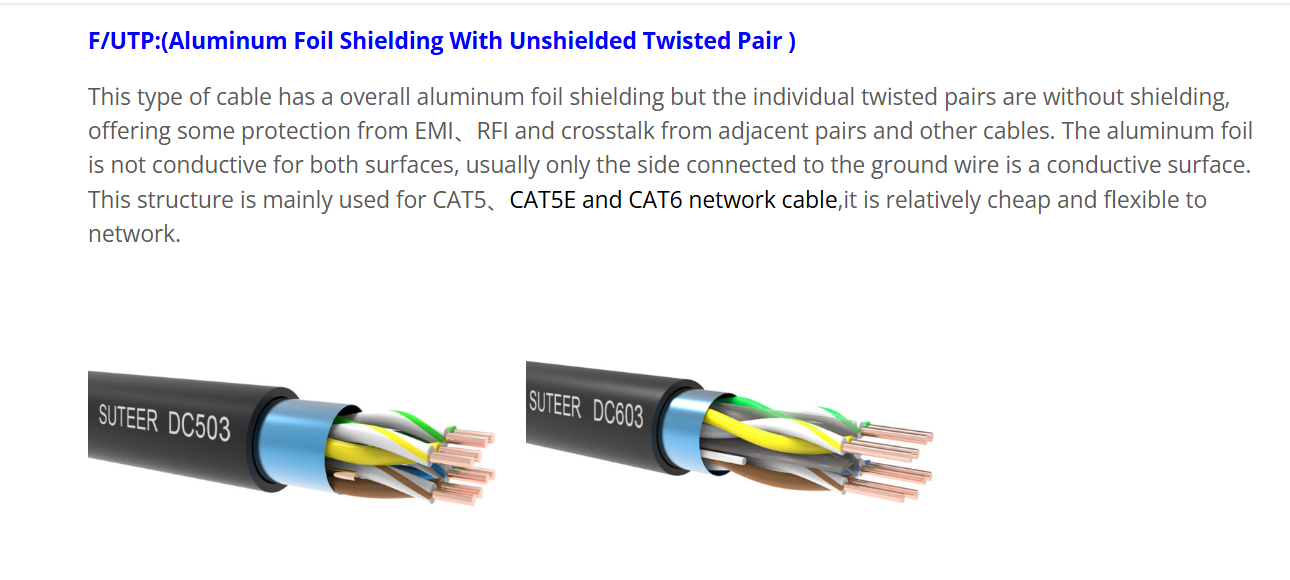 F/UTP:(Aluminum Foil Shielding With Unshielded Twisted Pair )
This type of cable has a overall aluminum foil shielding but the individual twisted pairs are without shielding,
offering some protection from EMI、RFI and crosstalk from adjacent pairs and other cables. The aluminum foil
is not conductive for both surfaces, usually only the side connected to the ground wire is a conductive surface.
This structure is mainly used for CAT5、CAT5E and CAT6 network cable,it is relatively cheap and flexible to
network.
SUTEER DC503
SUTEER DC603